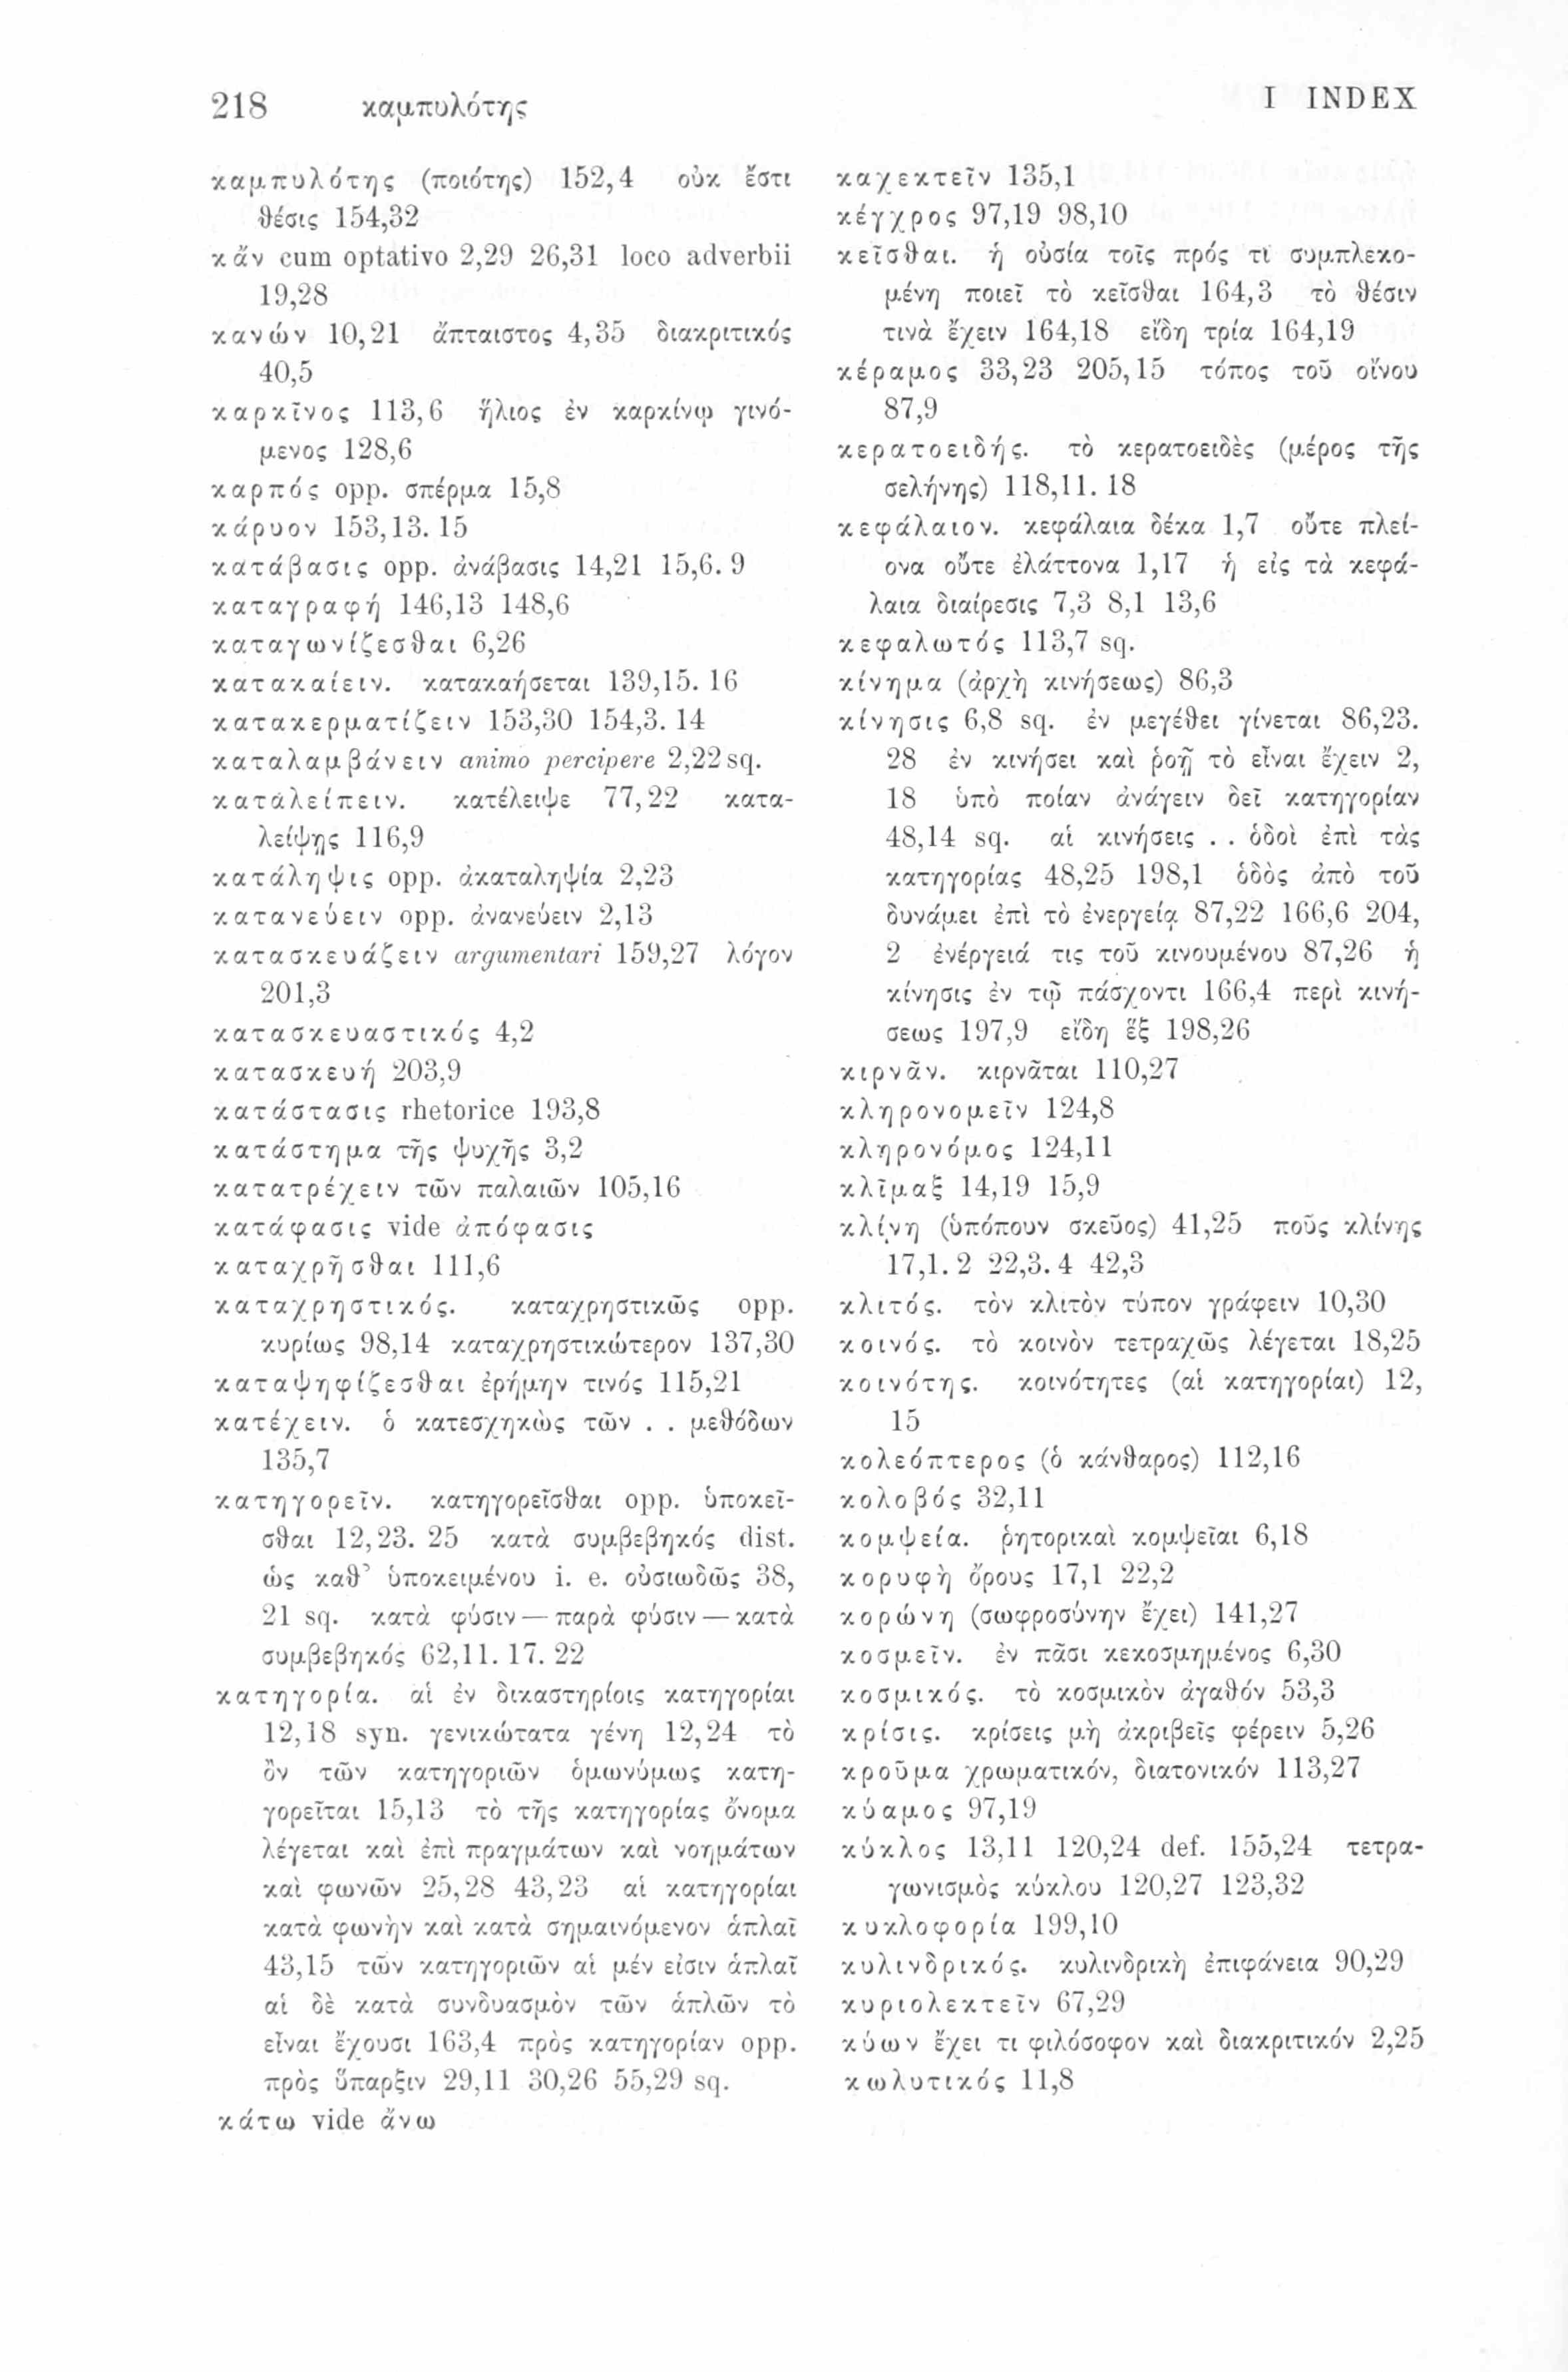 218 καμπυλότης
I INDEX
καμπυλότης (ποιότης) 152,4 οὐκ ἔστι
θέσις 154,32
κἄν cum optativo 2,29 26,31 loco adverbii
19,28
κανών 10,21 ἄπταιστος 4,35 διακριτικός
40,5
καρκῖνος 113,6 ἥλιος ἐν καρκίνῳ γινό-
μενος 128,6
καρπός opp. σπέρμα 15,8
κάρυον 153,13. 15
κατάβασις opp. ἀνάβασις 14,21 15,6. 9
καταγραφή 146,13 148,6
καταγωνίζεσθαι 6,26
κατακαίειν. κατακαήσεται 139,15. 16
κατακερματίζειν 153,30 154,3. 14
καταλαμβάνειν animo percipere 2,22 sq.
καταλείπειν. κατέλειψε 77,22 κατα-
λείψῃς 116,9
κατάληψις opp. ἀκαταληψία 2,23
κατανεύειν opp. ἀνανεύειν 2,13
κατασκευάζειν argumentari 159,27 λόγον
201,3
κατασκευαστικός 4,2
κατασκευή 203,9
κατάστασις rhetorice 193,8
κατάστημα τῆς ψυχῆς 3,2
κατατρέχειν τῶν παλαιῶν 105,16
κατάφασις vide ἀπόφασις
καταχρῆσθαι 111,6
καταχρηστικός. καταχρηστικῶς opp.
κυρίως 98,14 καταχρηστικώτερον 137,30
καταψηφίζεσθαι ἐρήμην τινός 115,21
κατέχειν. ὁ κατεσχηκὼς τῶν . . μεθόδων
135,7
κατηγορεῖν. κατηγορεῖσθαι opp. ὑποκεῖ-
σθαι 12,23. 25 κατὰ συμβεβηκός dist.
ὡς καθ’ ὑποκειμένου i. e. οὐσιωδῶς 38,
21 sq. κατὰ φύσιν — παρὰ φύσιν — κατὰ
συμβεβηκός 62,11. 17. 22
κατηγορία. αἱ ἐν δικαστηρίοις κατηγορίαι
12,18 syn. γενικώτατα γένη 12,24 τὸ
ὂν τῶν κατηγοριῶν ὁμωνύμως κατη-
γορεῖται 15,13 τὸ τῆς κατηγορίας ὄνομα
λέγεται καὶ ἐπὶ πραγμάτων καὶ νοημάτων
καὶ φωνῶν 25,28 43,23 αἱ κατηγορίαι
κατὰ φωνὴν καὶ κατὰ σημαινόμενον ἁπλαῖ
43,15 τῶν κατηγοριῶν αἱ μέν εἰσιν ἁπλαῖ
αἱ δὲ κατὰ συνδυασμὸν τῶν ἁπλῶν τὸ
εἶναι ἔχουσι 163,4 πρὸς κατηγορίαν opp.
πρὸς ὕπαρξιν 29,11 30,26 55,29 sq.
κάτω vide ἄνω
καχεκτεῖν 135,1
κέγχρος 97,19 98,10
κεῖσθαι. ἡ οὐσία τοῖς πρός τι συμπλεκο-
μένη ποιεῖ τὸ κεῖσθαι 164,3 τὸ θέσιν
τινὰ ἔχειν 164,18 εἴδη τρία 164,19
κέραμος 33,23 205,15 τόπος τοῦ οἴνου
87,9
κερατοειδής. τὸ κερατοειδὲς (μέρος τῆς
σελήνης) 118,11. 18
κεφάλαιον. κεφάλαια δέκα 1,7 οὔτε πλεί-
ονα οὔτε ἐλάττονα 1,17 ἡ εἰς τὰ κεφά-
λαια διαίρεσις 7,3 8,1 13,6
κεφαλωτός 113,7 sq.
κίνημα (ἀρχὴ κινήσεως) 86,3
κίνησις 6,8 sq. ἐν μεγέθει γίνεται 86,23.
28 ἐν κινήσει καὶ ῥοῇ τὸ εἶναι ἔχειν 2,
18 ὑπὸ ποίαν ἀνάγειν δεῖ κατηγορίαν
48,14 sq. αἱ κινήσεις . . ὁδοὶ ἐπὶ τὰς
κατηγορίας 48,25 198,1 ὁδὸς ἀπὸ τοῦ
δυνάμει ἐπὶ τὸ ἐνεργείᾳ 87,22 166,6 204,
2 ἐνέργειά τις τοῦ κινουμένου 87,26 ἡ
κίνησις ἐν τῷ πάσχοντι 166,4 περὶ κινή-
σεως 197,9 εἴδη ἕξ 198,26
κιρνᾶν. κιρνᾶται 110,27
κληρονομεῖν 124,8
κληρονόμος 124,11
κλῖμαξ 14,19 15,9
κλίνη (ὑπόπουν σκεῦος) 41,25 ποῦς κλίνης
17,1. 2 22,3. 4 42,3
κλιτός. τὸν κλιτὸν τύπον γράφειν 10,30
κοινός. τὸ κοινὸν τετραχῶς λέγεται 18,25
κοινότης. κοινότητες (αἱ κατηγορίαι) 12,
15
κολεόπτερος (ὁ κάνθαρος) 112,16
κολοβός 32,11
κομψεία. ῥητορικαὶ κομψεῖαι 6,18
κορυφὴ ὄρους 17,1 22,2
κορώνη (σωφροσύνην ἔχει) 141,27
κοσμεῖν. ἐν πᾶσι κεκοσμημένος 6,30
κοσμικός. τὸ κοσμικὸν ἀγαθόν 53,3
κρίσις. κρίσεις μὴ ἀκριβεῖς φέρειν 5,26
κροῦμα χρωματικόν, διατονικόν 113,27
κύαμος 97,19
κύκλος 13,11 120,24 def. 155,24 τετρα-
γωνισμὸς κύκλου 120,27 123,32
κυκλοφορία 199,10
κυλινδρικός. κυλινδρικὴ ἐπιφάνεια 90,29
κυριολεκτεῖν 67,29
κύων ἔχει τι φιλόσοφον καὶ διακριτικόν 2,25
κωλυτικός 11,8